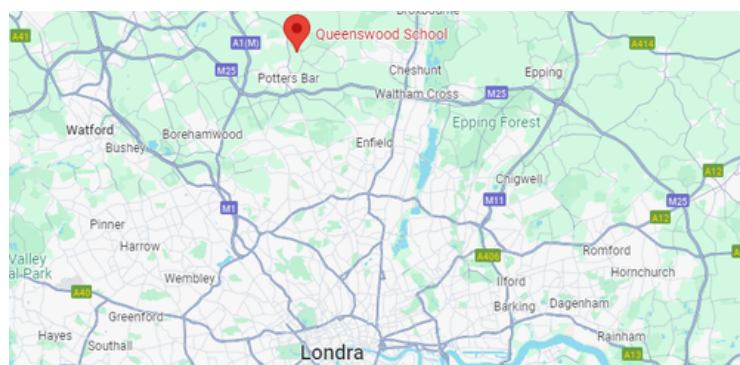 Broxbourne
A41
A1(M)
Queenswood School
A414
M25
Potters Bar
Cheshunt
Epping
Waltham Cross
M25
Watford
Borehamwood
Epping Forest
Bushey
Enfield
A12
Chigwell
M11
M25
M1
A12
Pinner
Harrow
Valley
al Park
A406
Romford
Wembley
Hornchurch
A40
Ilford
Barking
Dagenham
Greenford
Hayes
Southall
Rainham
Londra
A13